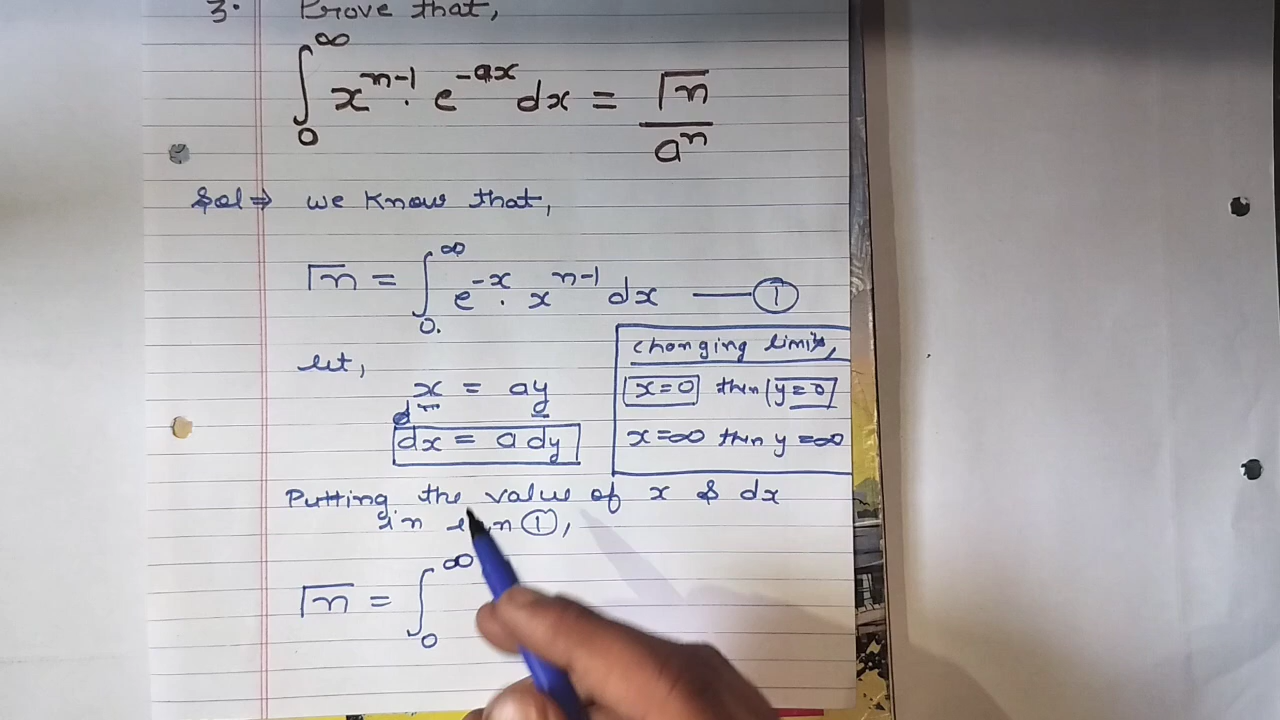 3. Prove that,
∫₀^∞ x^(n-1) · e^(-ax) dx = Γn / a^n
Sol ⇒ we know that,
Γn = ∫₀^∞ e^(-x) · x^(n-1) dx — ①
let,
x = ay
d
dx = a dy
changing limits,
x=0 then y=0
x=∞ then y=∞
Putting the value of x & dx
in ①,
Γn = ∫₀^∞